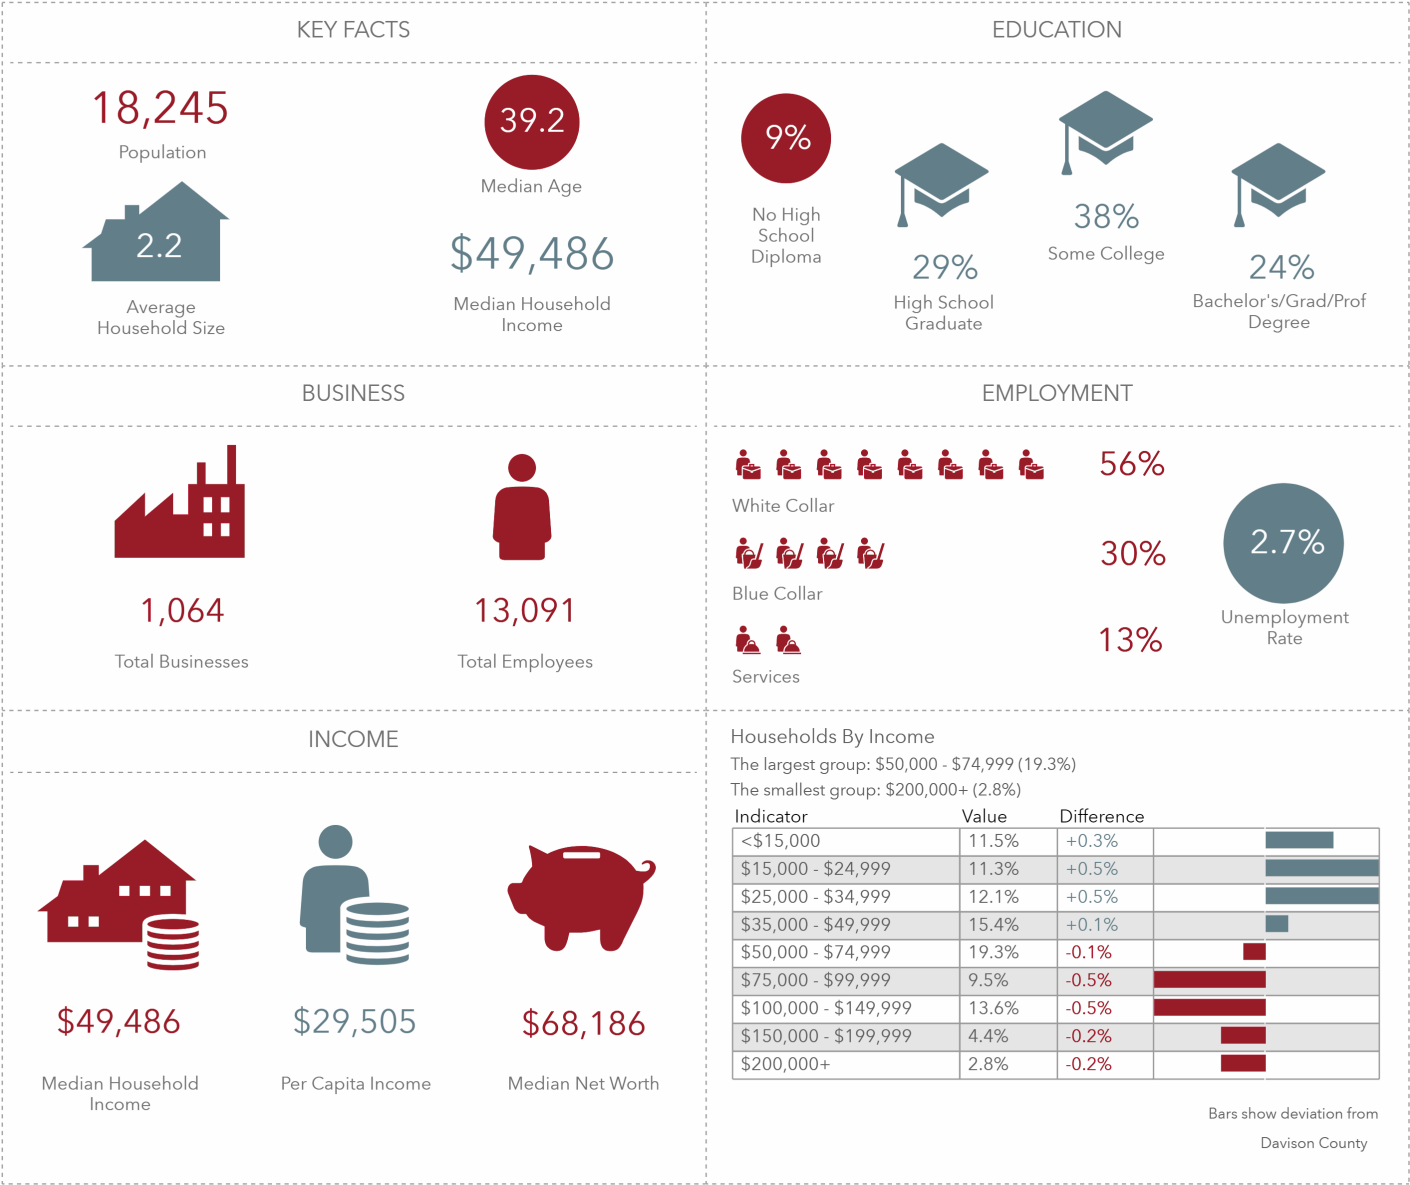 KEY FACTS
18,245
Population
39.2
Median Age
2.2
Average
Household Size
$49,486
Median Household
Income
EDUCATION
9%
No High
School
Diploma
29%
High School
Graduate
38%
Some College
24%
Bachelor's/Grad/Prof
Degree
BUSINESS
1,064
Total Businesses
13,091
Total Employees
EMPLOYMENT
56%
White Collar
30%
Blue Collar
13%
Services
2.7%
Unemployment
Rate
INCOME
$49,486
Median Household
Income
$29,505
Per Capita Income
$68,186
Median Net Worth
Households By Income
The largest group: $50,000 - $74,999 (19.3%)
The smallest group: $200,000+ (2.8%)
Indicator Value Difference
<$15,000 11.5% +0.3%
$15,000 - $24,999 11.3% +0.5%
$25,000 - $34,999 12.1% +0.5%
$35,000 - $49,999 15.4% +0.1%
$50,000 - $74,999 19.3% -0.1%
$75,000 - $99,999 9.5% -0.5%
$100,000 - $149,999 13.6% -0.5%
$150,000 - $199,999 4.4% -0.2%
$200,000+ 2.8% -0.2%
Bars show deviation from
Davison County